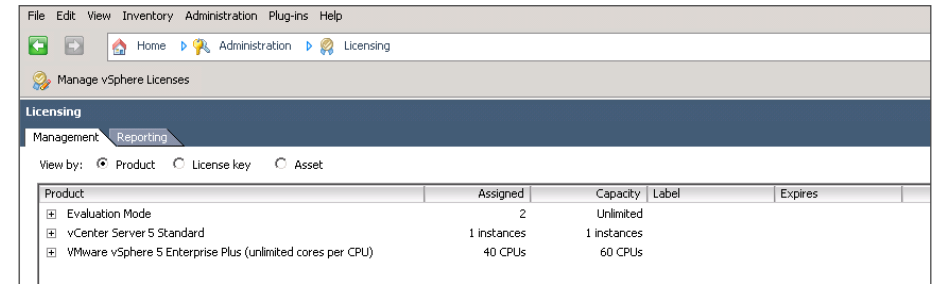 File Edit View Inventory Administration Plug-ins Help
Home Administration Licensing
Manage vSphere Licenses
Licensing
Management Reporting
View by: Product License key Asset
Product Assigned Capacity Label Expires
Evaluation Mode 2 Unlimited
vCenter Server 5 Standard 1 instances 1 instances
VMware vSphere 5 Enterprise Plus (unlimited cores per CPU) 40 CPUs 60 CPUs